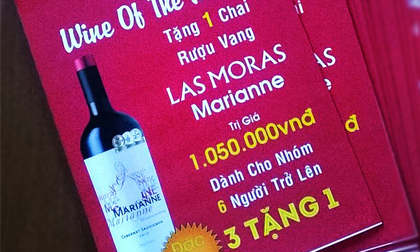 Wine Of The
Tặng 1 Chai
Rượu Vang
LAS MORAS
Marianne
Trị Giá
1.050.000vnđ
Dành Cho Nhóm
6 Người Trở Lên
3 TẶNG 1
MARIANNE
Marianne
CABERNET SAUVIGNON